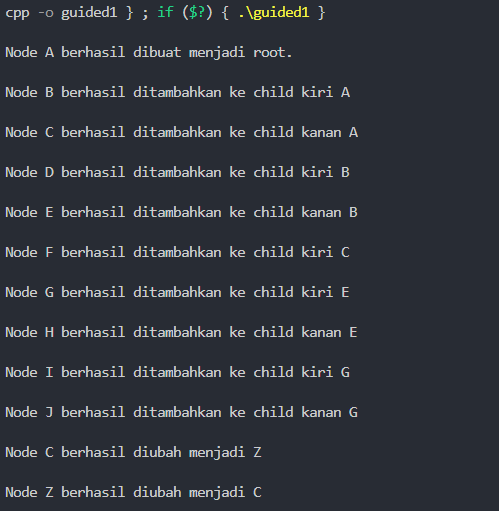 cpp -o guided1 } ; if ($?) { .\guided1 }
Node A berhasil dibuat menjadi root.
Node B berhasil ditambahkan ke child kiri A
Node C berhasil ditambahkan ke child kanan A
Node D berhasil ditambahkan ke child kiri B
Node E berhasil ditambahkan ke child kanan B
Node F berhasil ditambahkan ke child kiri C
Node G berhasil ditambahkan ke child kiri E
Node H berhasil ditambahkan ke child kanan E
Node I berhasil ditambahkan ke child kiri G
Node J berhasil ditambahkan ke child kanan G
Node C berhasil diubah menjadi Z
Node Z berhasil diubah menjadi C